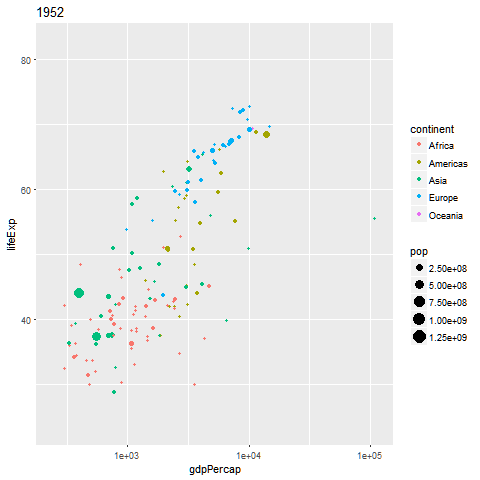 1952
80
60
40
lifeExp
1e+03 1e+04 1e+05
gdpPercap
continent
Africa
Americas
Asia
Europe
Oceania
pop
2.50e+08
5.00e+08
7.50e+08
1.00e+09
1.25e+09